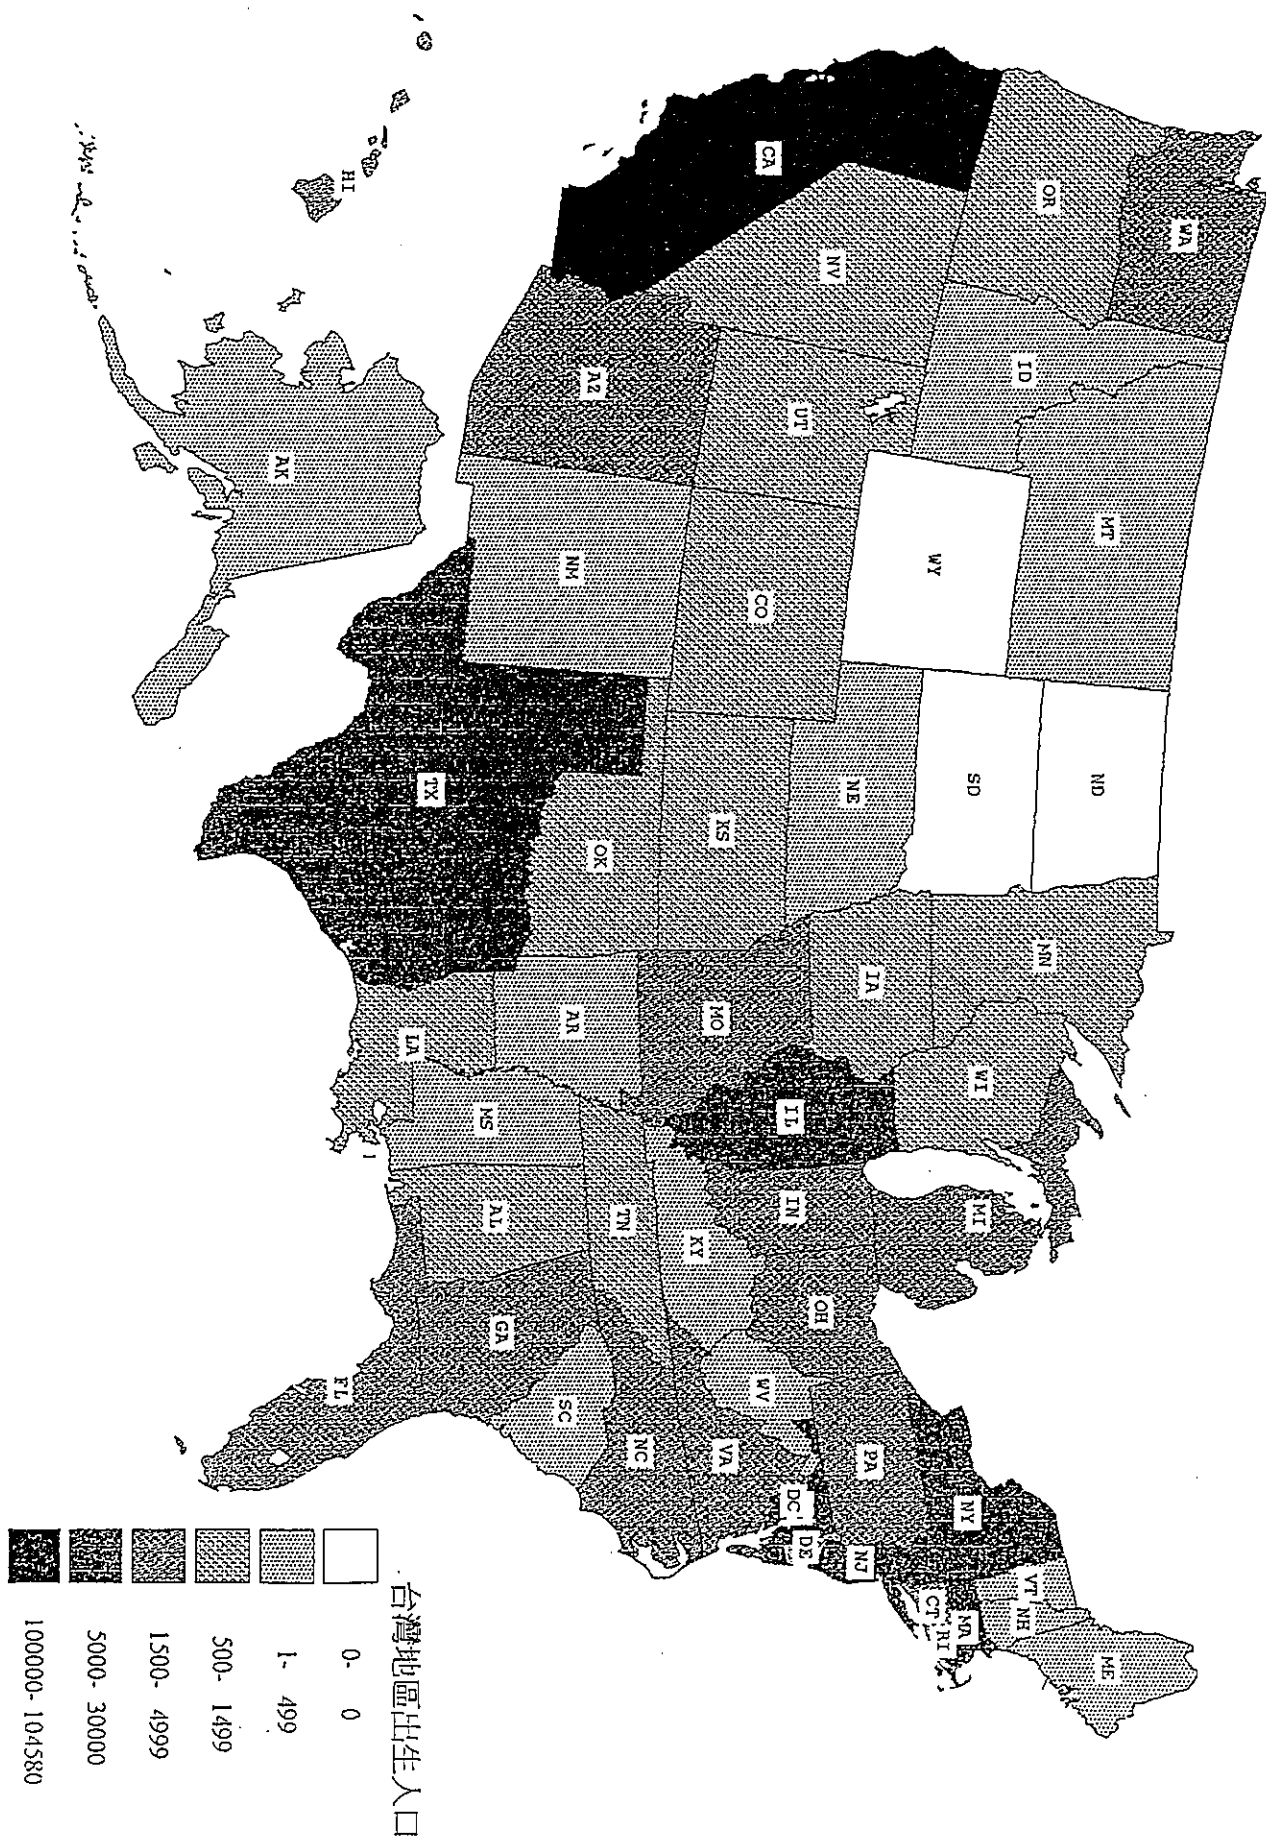 WA
MT
ND
MN
ME
OR
ID
WY
SD
WI
MI
VT
NH
NY
MA
CT
RI
NV
UT
CO
NE
IA
IL
IN
OH
PA
NJ
DE
DC
CA
KS
MO
KY
WV
VA
AZ
NM
OK
AR
TN
NC
SC
TX
LA
MS
AL
GA
FL
AK
HI
台灣地區出生人口
0- 0
1- 499
500- 1499
1500- 4999
5000- 30000
100000- 104580